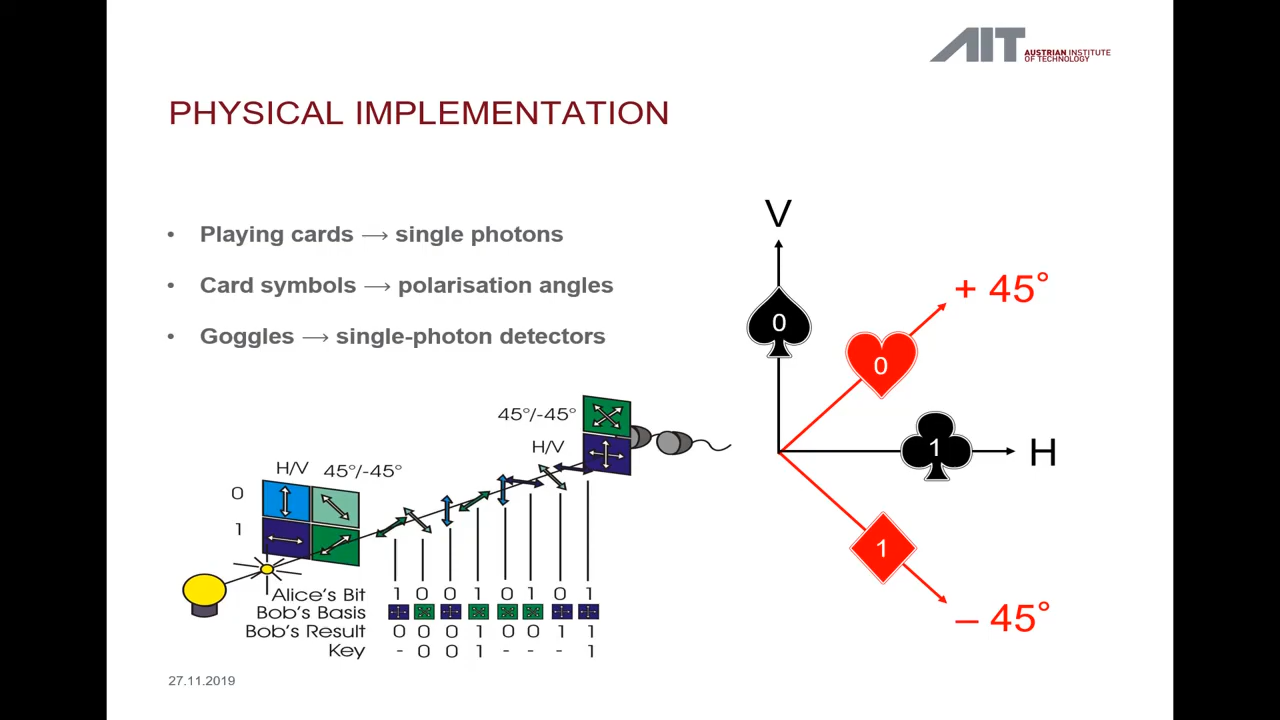 AIT AUSTRIAN INSTITUTE
OF TECHNOLOGY
PHYSICAL IMPLEMENTATION
• Playing cards ⟶ single photons
• Card symbols ⟶ polarisation angles
• Goggles ⟶ single-photon detectors
V
0
+ 45°
0
1
H
1
– 45°
45°/-45°
H/V
H/V 45°/-45°
0
1
Alice's Bit 1 0 0 1 0 1 0 1
Bob's Basis
Bob's Result 0 0 0 1 0 0 1 1
Key - 0 0 1 - - - 1
27.11.2019